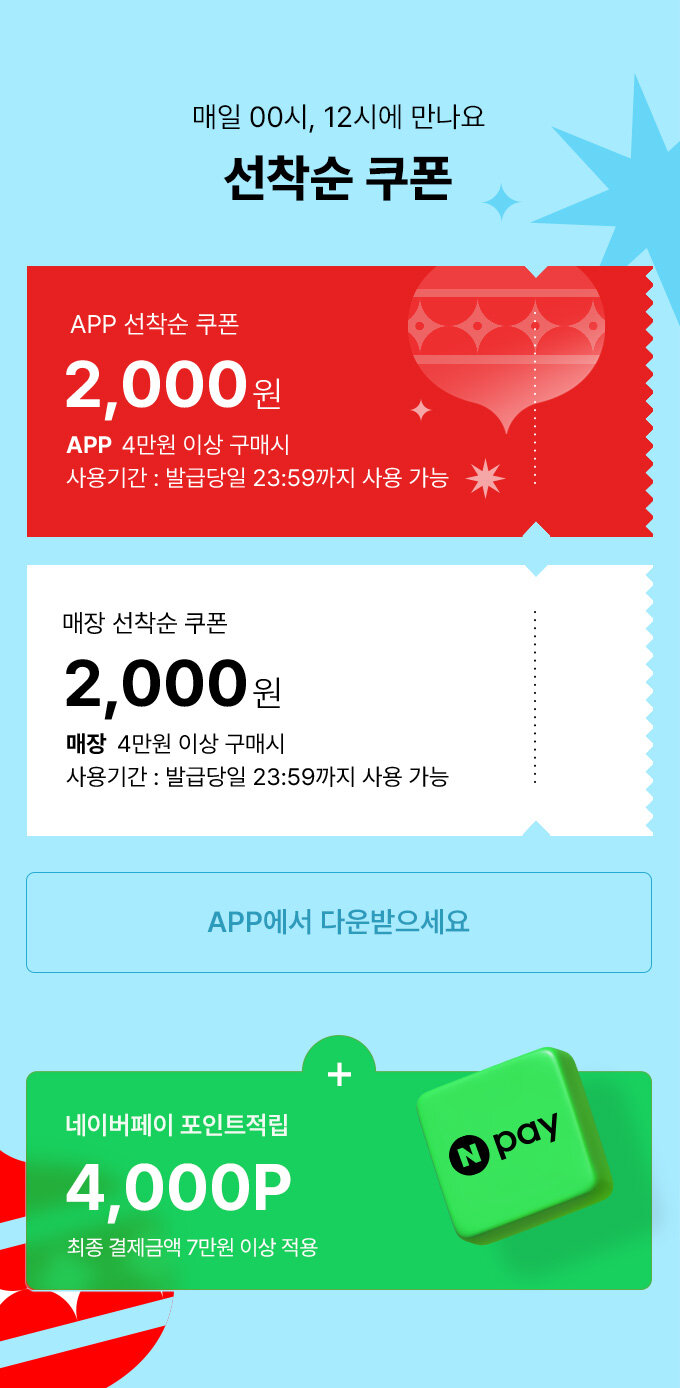 매일 00시, 12시에 만나요
선착순 쿠폰
APP 선착순 쿠폰
2,000원
APP 4만원 이상 구매시
사용기간 : 발급당일 23:59까지 사용 가능
매장 선착순 쿠폰
2,000원
매장 4만원 이상 구매시
사용기간 : 발급당일 23:59까지 사용 가능
APP에서 다운받으세요
+
네이버페이 포인트적립
4,000P
최종 결제금액 7만원 이상 적용
N pay